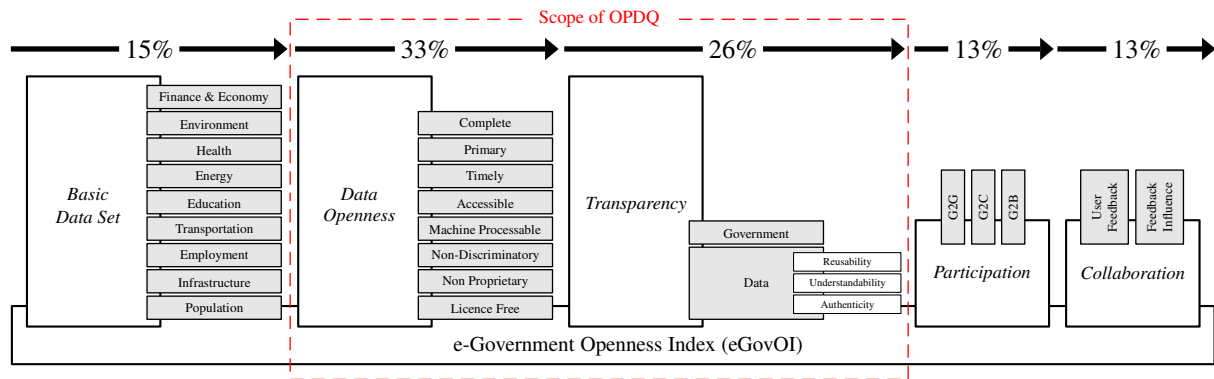 Scope of OPDQ
15%
33%
26%
13%
13%
Basic
Data Set
Finance & Economy
Environment
Health
Energy
Education
Transportation
Employment
Infrastructure
Population
Data
Openness
Complete
Primary
Timely
Accessible
Machine Processable
Non-Discriminatory
Non Proprietary
Licence Free
Transparency
Government
Data
Reusability
Understandability
Authenticity
G2G
G2C
G2B
Participation
User
Feedback
Feedback
Influence
Collaboration
e-Government Openness Index (eGovOI)